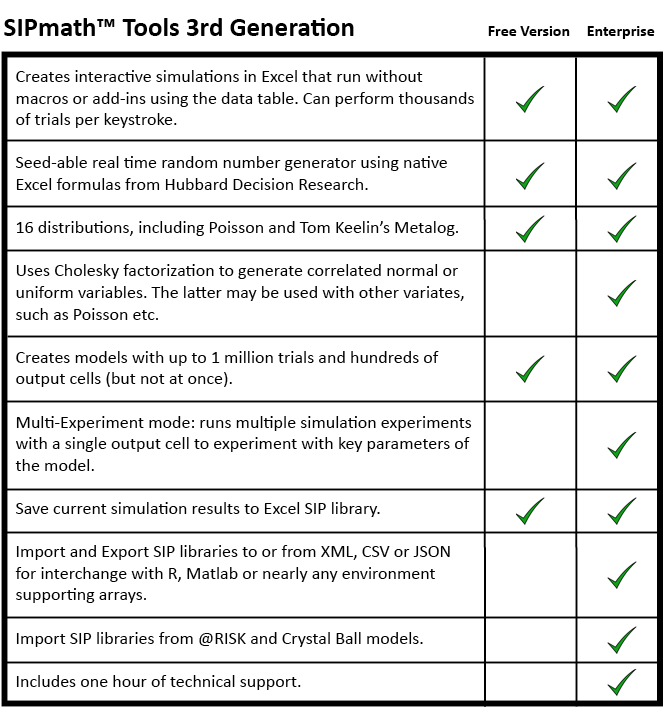 SIPmath™ Tools 3rd Generation
Free Version
Enterprise
Creates interactive simulations in Excel that run without
macros or add-ins using the data table. Can perform thousands
of trials per keystroke.
Seed-able real time random number generator using native
Excel formulas from Hubbard Decision Research.
16 distributions, including Poisson and Tom Keelin’s Metalog.
Uses Cholesky factorization to generate correlated normal or
uniform variables. The latter may be used with other variates,
such as Poisson etc.
Creates models with up to 1 million trials and hundreds of
output cells (but not at once).
Multi-Experiment mode: runs multiple simulation experiments
with a single output cell to experiment with key parameters of
the model.
Save current simulation results to Excel SIP library.
Import and Export SIP libraries to or from XML, CSV or JSON
for interchange with R, Matlab or nearly any environment
supporting arrays.
Import SIP libraries from @RISK and Crystal Ball models.
Includes one hour of technical support.